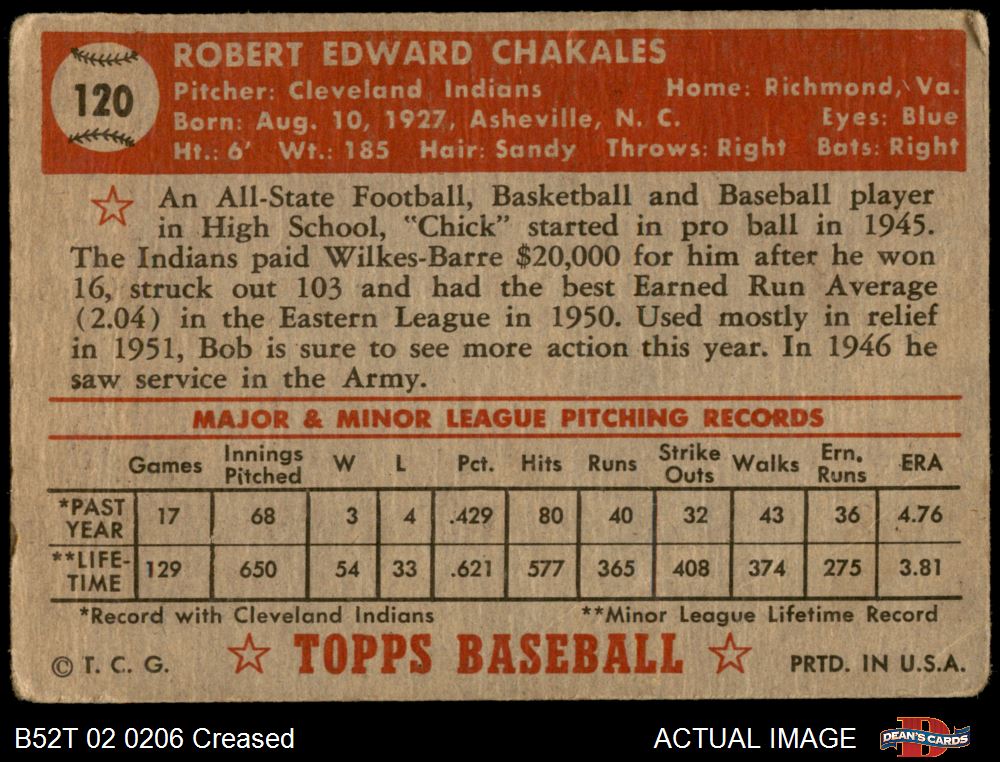 120
ROBERT EDWARD CHAKALES
Pitcher: Cleveland Indians Home: Richmond, Va.
Born: Aug. 10, 1927, Asheville, N. C. Eyes: Blue
Ht.: 6' Wt.: 185 Hair: Sandy Throws: Right Bats: Right
An All-State Football, Basketball and Baseball player
in High School, "Chick" started in pro ball in 1945.
The Indians paid Wilkes-Barre $20,000 for him after he won
16, struck out 103 and had the best Earned Run Average
(2.04) in the Eastern League in 1950. Used mostly in relief
in 1951, Bob is sure to see more action this year. In 1946 he
saw service in the Army.
MAJOR & MINOR LEAGUE PITCHING RECORDS
Games Innings Pitched W L Pct. Hits Runs Strike Outs Walks Ern. Runs ERA
*PAST YEAR 17 68 3 4 .429 80 40 32 43 36 4.76
**LIFE-TIME 129 650 54 33 .621 577 365 408 374 275 3.81
*Record with Cleveland Indians **Minor League Lifetime Record
© T. C. G. TOPPS BASEBALL PRTD. IN U.S.A.
B52T 02 0206 Creased ACTUAL IMAGE D DEAN'S CARDS